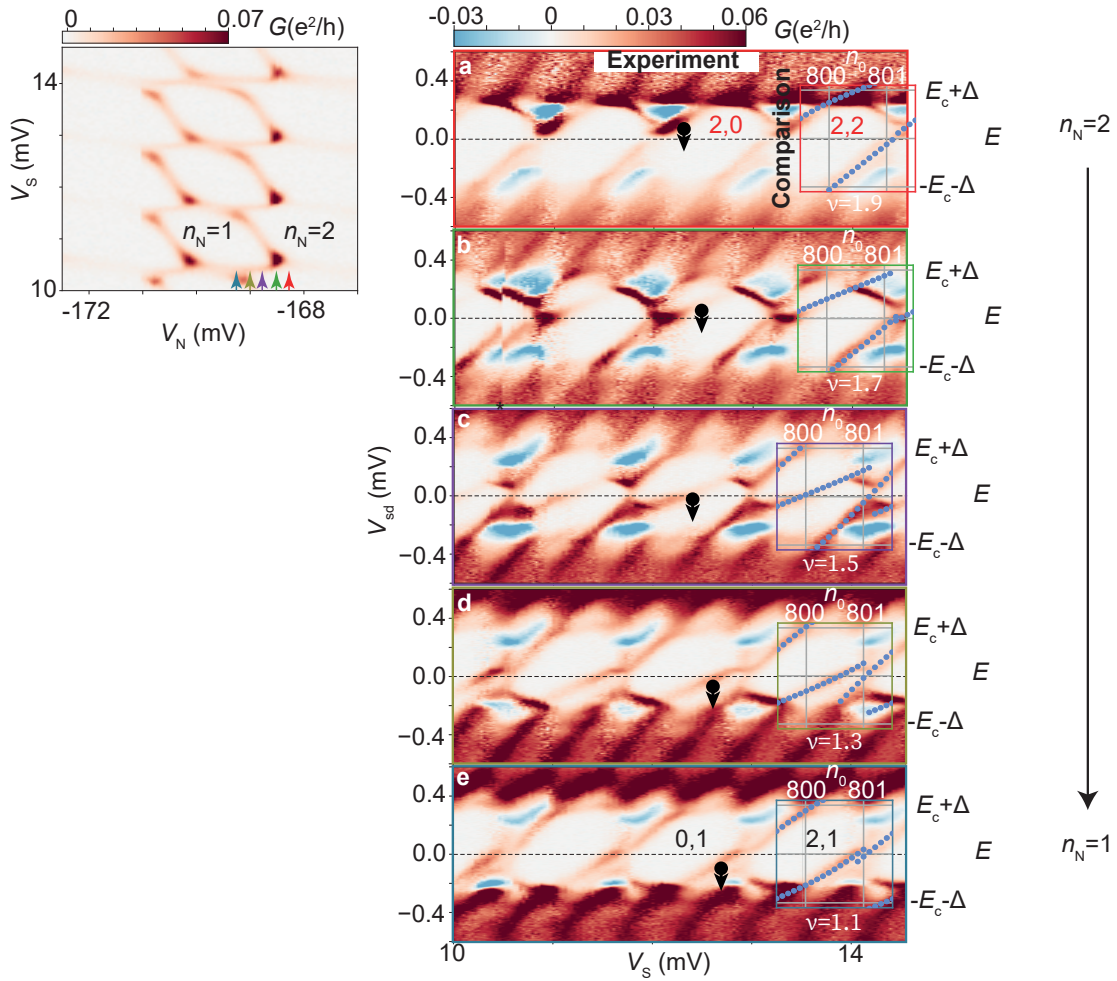 0
0.07
G(e²/h)
14
10
V_S (mV)
n_N=1
n_N=2
-172
-168
V_N (mV)
-0.03
0
0.04
0.06
G(e²/h)
a
Experiment
Comparison
n_0
800 801
2,0
2,2
ν=1.9
0.4
0.0
−0.4
E_c+Δ
E
-E_c-Δ
n_N=2
b
n_0
800 801
ν=1.7
0.4
0.0
−0.4
E_c+Δ
E
-E_c-Δ
*
c
n_0
800 801
ν=1.5
0.4
0.0
−0.4
E_c+Δ
E
-E_c-Δ
V_sd (mV)
d
n_0
800 801
ν=1.3
0.4
0.0
−0.4
E_c+Δ
E
-E_c-Δ
e
n_0
800 801
0,1
2,1
ν=1.1
0.4
0.0
−0.4
E_c+Δ
E
-E_c-Δ
n_N=1
10
14
V_S (mV)